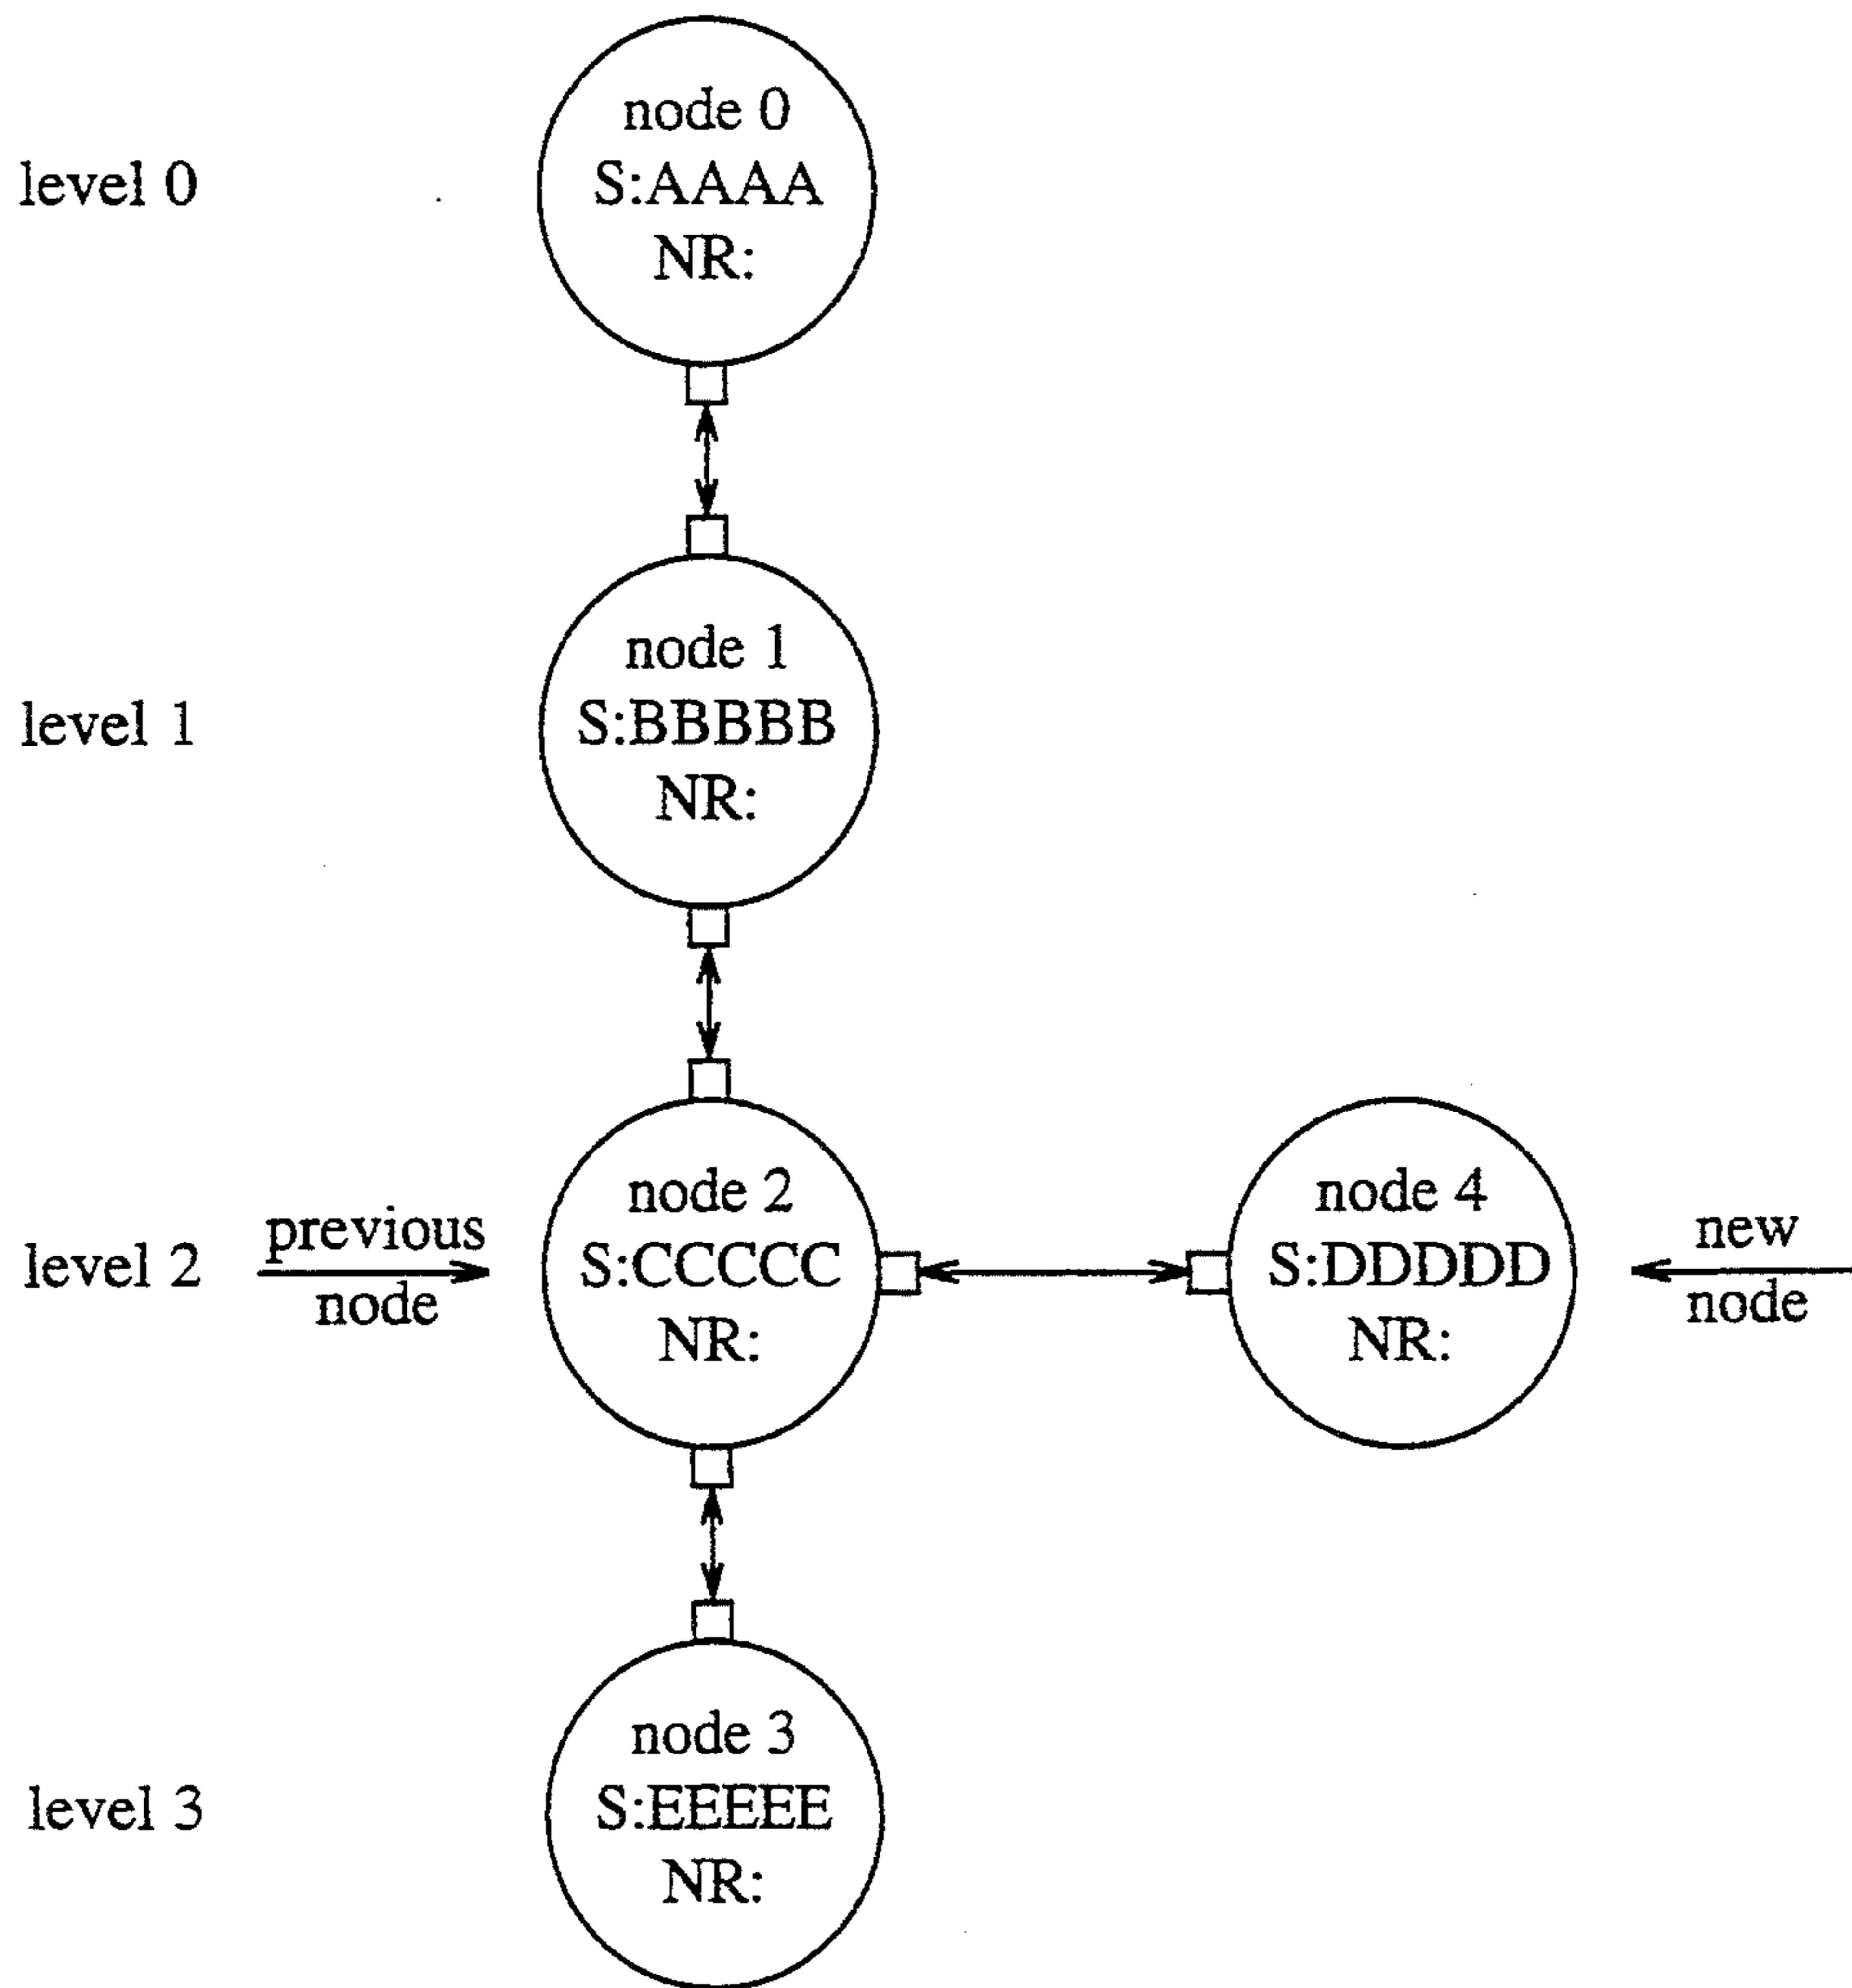 node 0
level 0
S:AAAA
NR:
node 1
level 1
S:BBBBB
NR:
node 2
node 4
previous
new
level 2
S:CCCCC
S:DDDDD
node
node
NR:
NR:
node 3
level 3
S:EEEEE
NR: